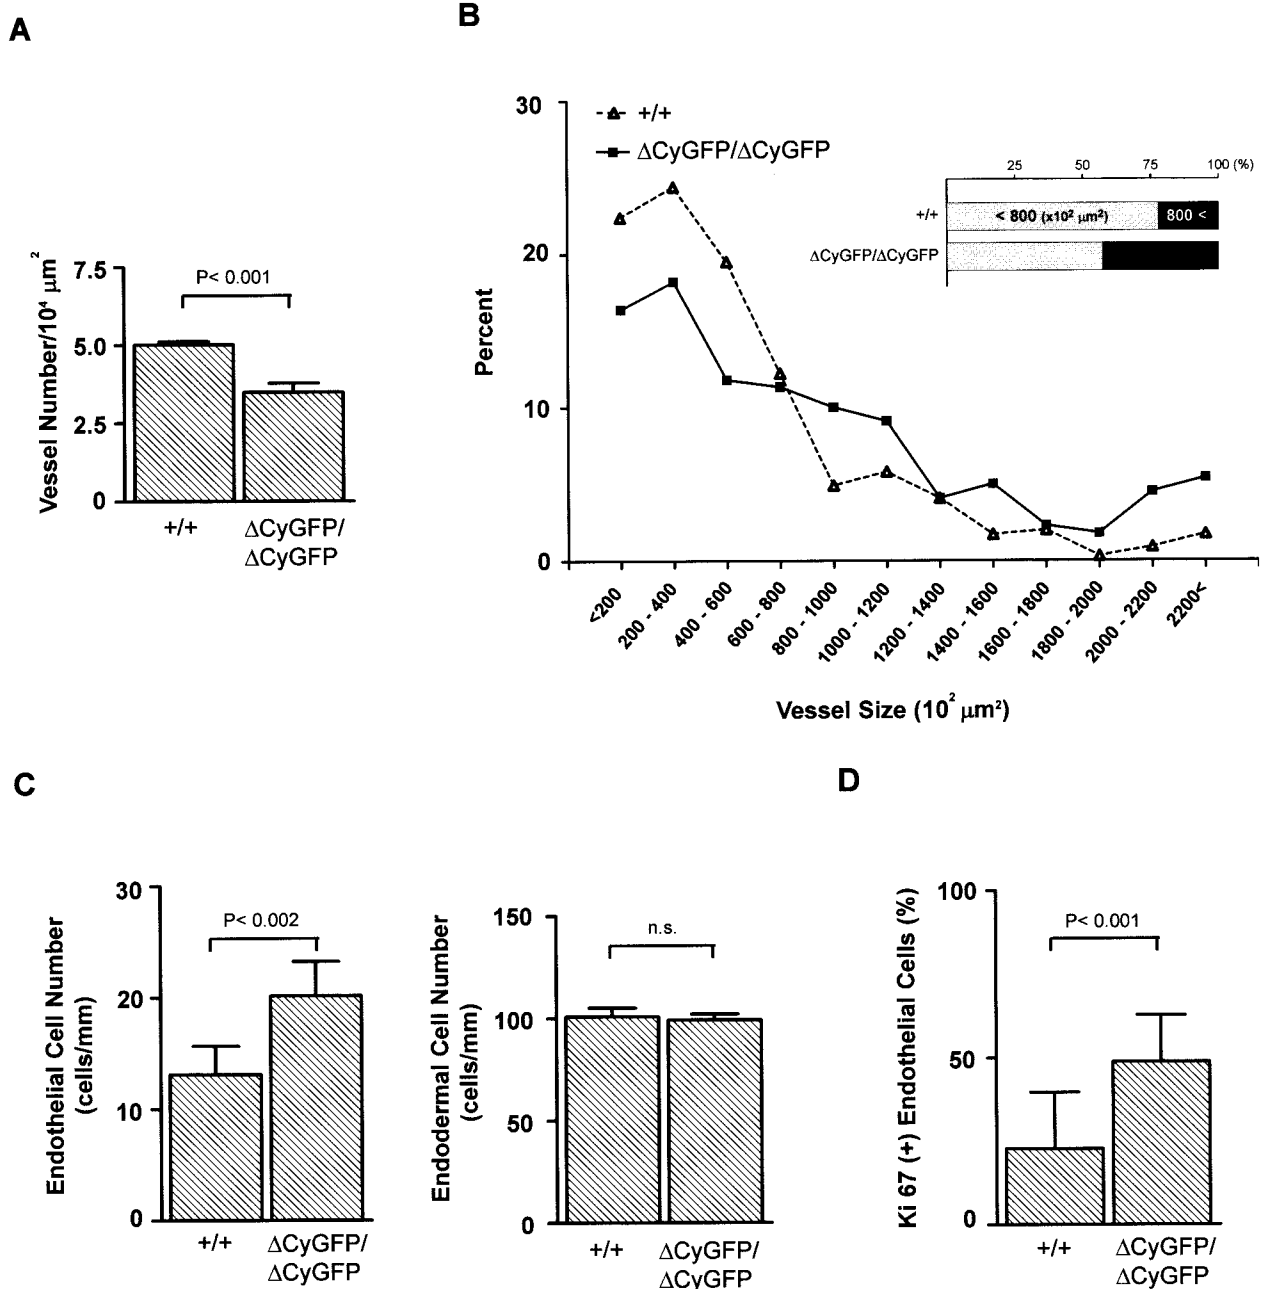 A
B
Vessel Number/10⁴ μm²
7.5
5.0
2.5
0
P< 0.001
+/+
ΔCyGFP/
ΔCyGFP
Percent
30
20
10
0
+/+
ΔCyGFP/ΔCyGFP
25 50 75 100 (%)
+/+
< 800 (x10² μm²) 800 <
ΔCyGFP/ΔCyGFP
<200
200 - 400
400 - 600
600 - 800
800 - 1000
1000 - 1200
1200 - 1400
1400 - 1600
1600 - 1800
1800 - 2000
2000 - 2200
2200<
Vessel Size (10² μm²)
C
D
Endothelial Cell Number
(cells/mm)
30
20
10
0
P< 0.002
+/+
ΔCyGFP/
ΔCyGFP
Endodermal Cell Number
(cells/mm)
150
100
50
0
n.s.
+/+
ΔCyGFP/
ΔCyGFP
Ki 67 (+) Endothelial Cells (%)
100
50
0
P< 0.001
+/+
ΔCyGFP/
ΔCyGFP